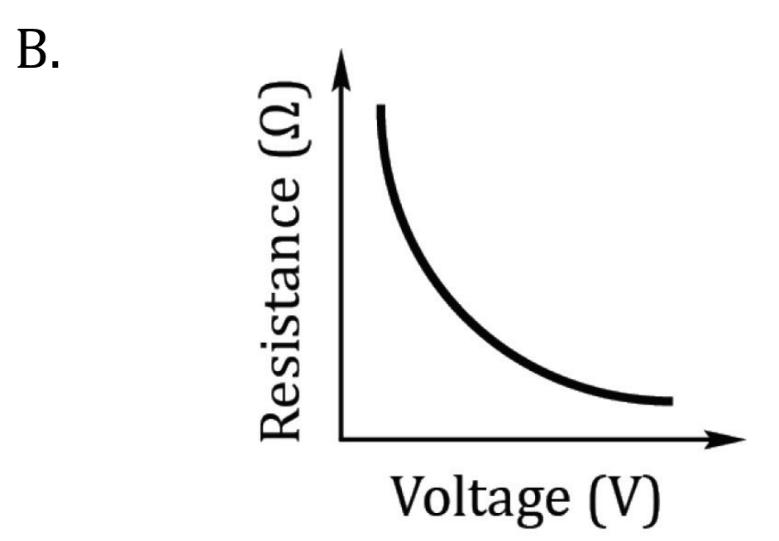 B.
Resistance (Ω)
Voltage (V)